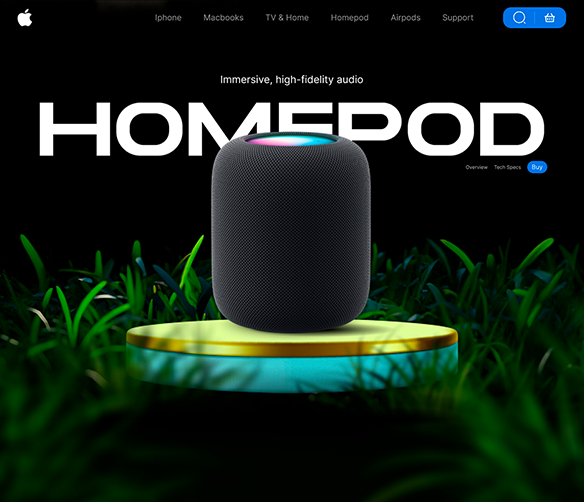 Iphone Macbooks TV & Home Homepod Airpods Support
Immersive, high-fidelity audio
HOMEPOD
Overview Tech Specs Buy